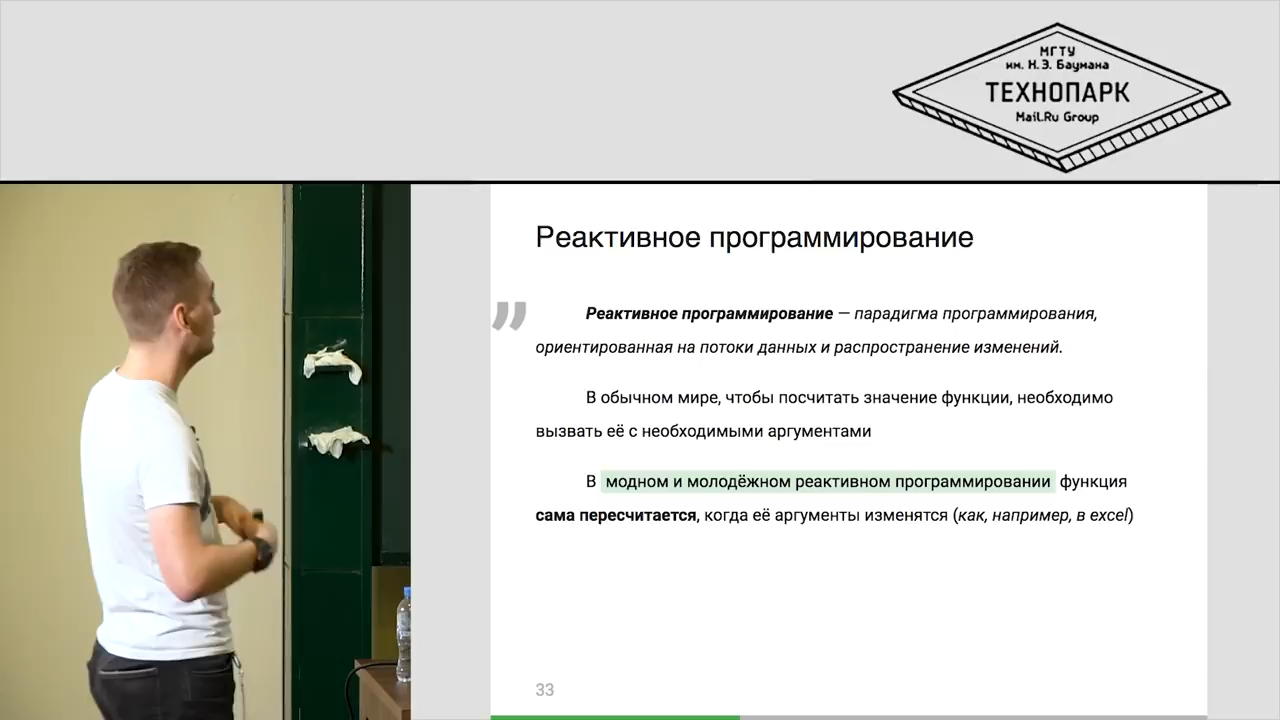 МГТУ
им. Н.Э. Баумана
ТЕХНОПАРК
Mail.Ru Group
Реактивное программирование
”
Реактивное программирование — парадигма программирования,
ориентированная на потоки данных и распространение изменений.
В обычном мире, чтобы посчитать значение функции, необходимо
вызвать её с необходимыми аргументами
В модном и молодёжном реактивном программировании функция
сама пересчитается, когда её аргументы изменятся (как, например, в excel)
33